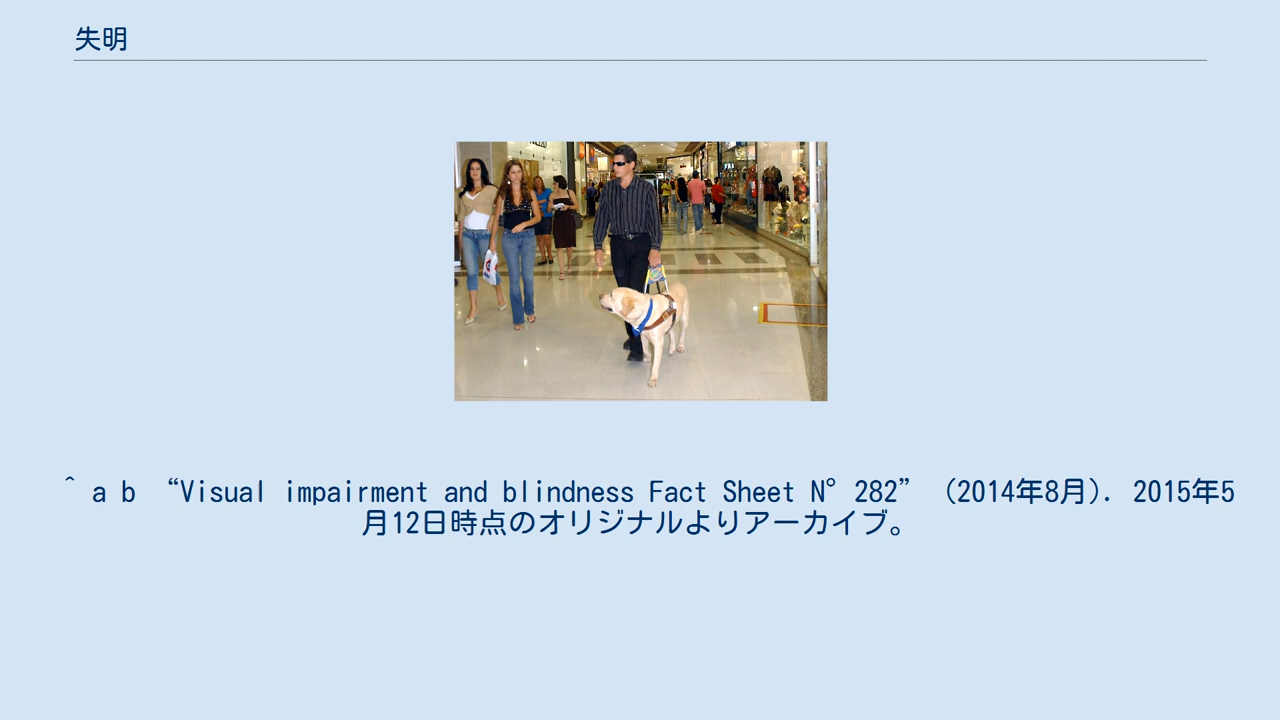 失明
^ a b “Visual impairment and blindness Fact Sheet N° 282” (2014年8月). 2015年5
月12日時点のオリジナルよりアーカイブ。